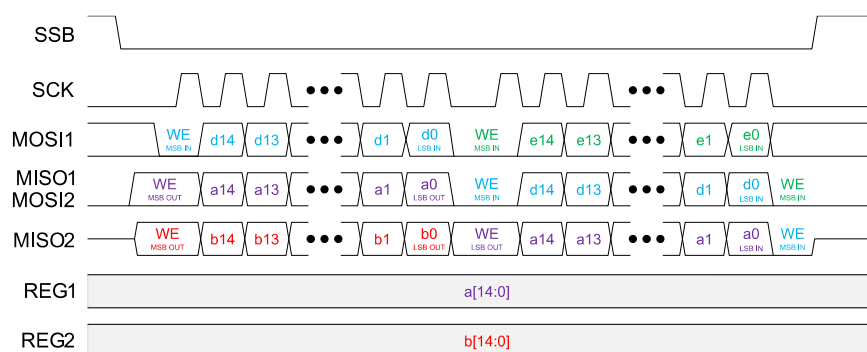 SSB
SCK
MOSI1 WE MSB IN d14 d13 ••• d1 d0 LSB IN WE MSB IN e14 e13 ••• e1 e0 LSB IN
MISO1 MOSI2 WE MSB OUT a14 a13 ••• a1 a0 LSB OUT WE MSB IN d14 d13 ••• d1 d0 LSB IN WE MSB IN
MISO2 WE MSB OUT b14 b13 ••• b1 b0 LSB OUT WE LSB OUT a14 a13 ••• a1 a0 LSB IN WE MSB IN
REG1 a[14:0]
REG2 b[14:0]